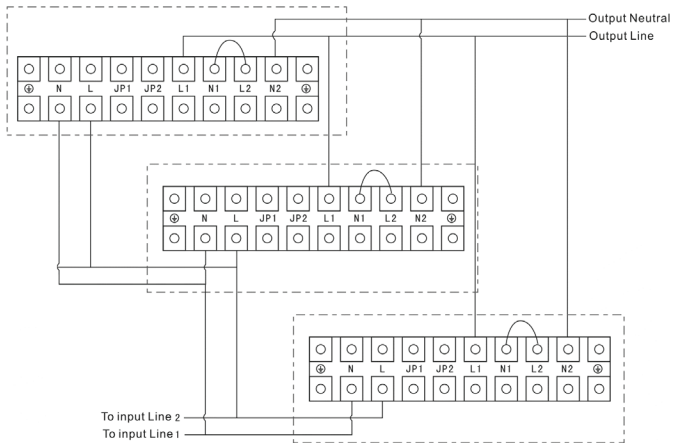 Output Neutral
Output Line
N L JP1 JP2 L1 N1 L2 N2
N L JP1 JP2 L1 N1 L2 N2
N L JP1 JP2 L1 N1 L2 N2
To input Line 2
To input Line 1